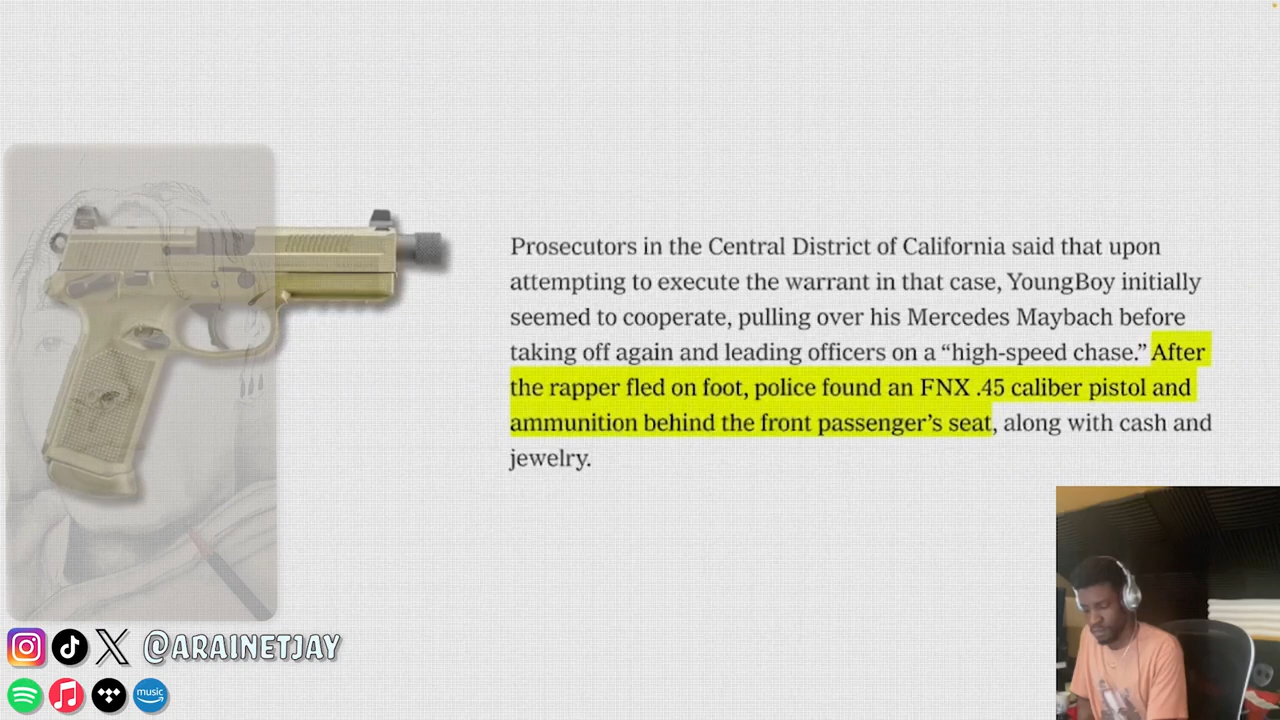 Prosecutors in the Central District of California said that upon
attempting to execute the warrant in that case, YoungBoy initially
seemed to cooperate, pulling over his Mercedes Maybach before
taking off again and leading officers on a “high-speed chase.” After
the rapper fled on foot, police found an FNX .45 caliber pistol and
ammunition behind the front passenger’s seat, along with cash and
jewelry.
@ARAINETJAY
music